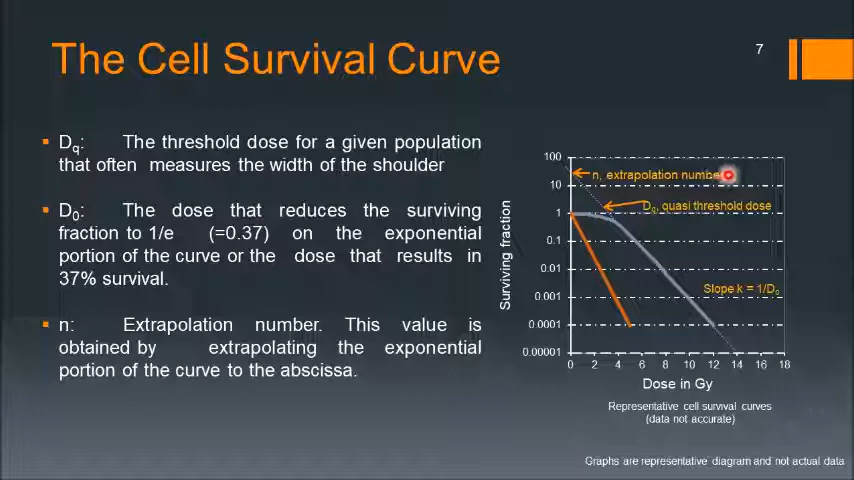 The Cell Survival Curve
7
Dq: The threshold dose for a given population
that often measures the width of the shoulder
D0: The dose that reduces the surviving
fraction to 1/e (=0.37) on the exponential
portion of the curve or the dose that results in
37% survival.
n: Extrapolation number. This value is
obtained by extrapolating the exponential
portion of the curve to the abscissa.
100
10
1
0.1
0.01
0.001
0.0001
0.00001
Surviving fraction
n, extrapolation number
quasi threshold dose
Slope k = 1/D0
0 2 4 6 8 10 12 14 16 18
Dose in Gy
Representative cell survival curves
(data not accurate)
Graphs are representative diagram and not actual data